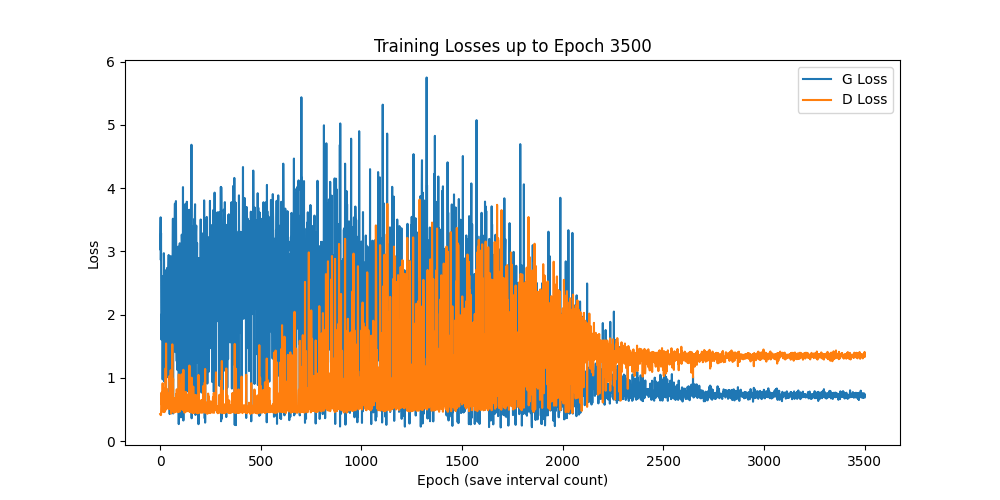 Training Losses up to Epoch 3500
G Loss
D Loss
Loss
6
5
4
3
2
1
0
0 500 1000 1500 2000 2500 3000 3500
Epoch (save interval count)